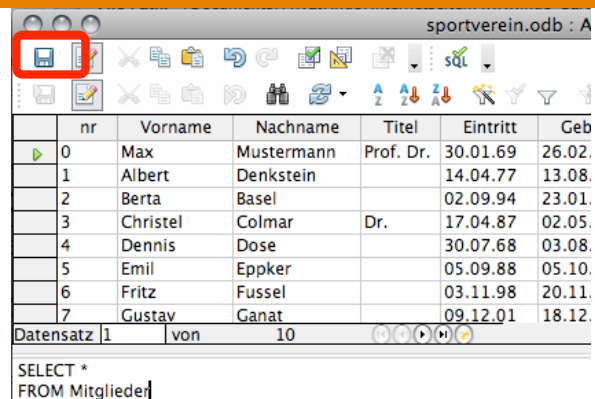 sportverein.odb : A
SQL
nr Vorname Nachname Titel Eintritt Geb
0 Max Mustermann Prof. Dr. 30.01.69 26.02.
1 Albert Denkstein 14.04.77 13.08.
2 Berta Basel 02.09.94 23.01.
3 Christel Colmar Dr. 17.04.87 02.05.
4 Dennis Dose 30.07.68 03.08.
5 Emil Eppker 05.09.88 05.10.
6 Fritz Fussel 03.11.98 20.11.
7 Gustav Ganat 09.12.01 18.12.
Datensatz 1 von 10
SELECT *
FROM Mitglieder